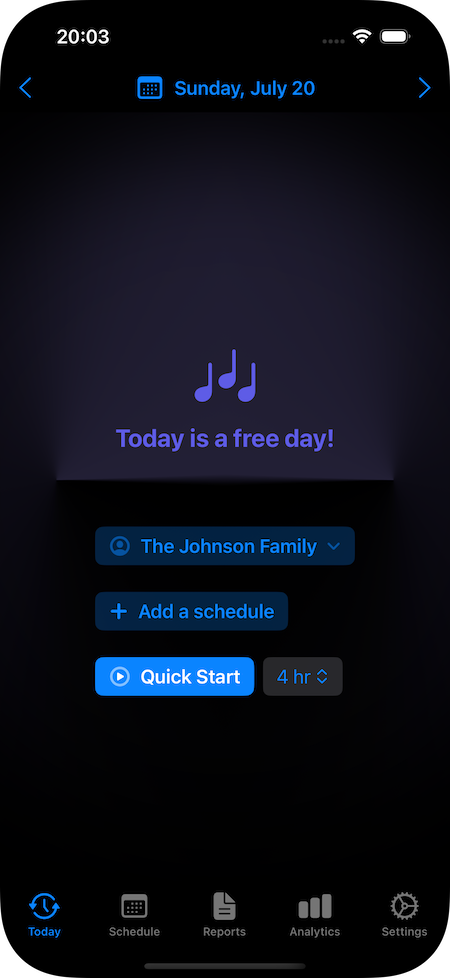 20:03
Sunday, July 20
Today is a free day!
The Johnson Family
Add a schedule
Quick Start
4 hr
Today
Schedule
Reports
Analytics
Settings